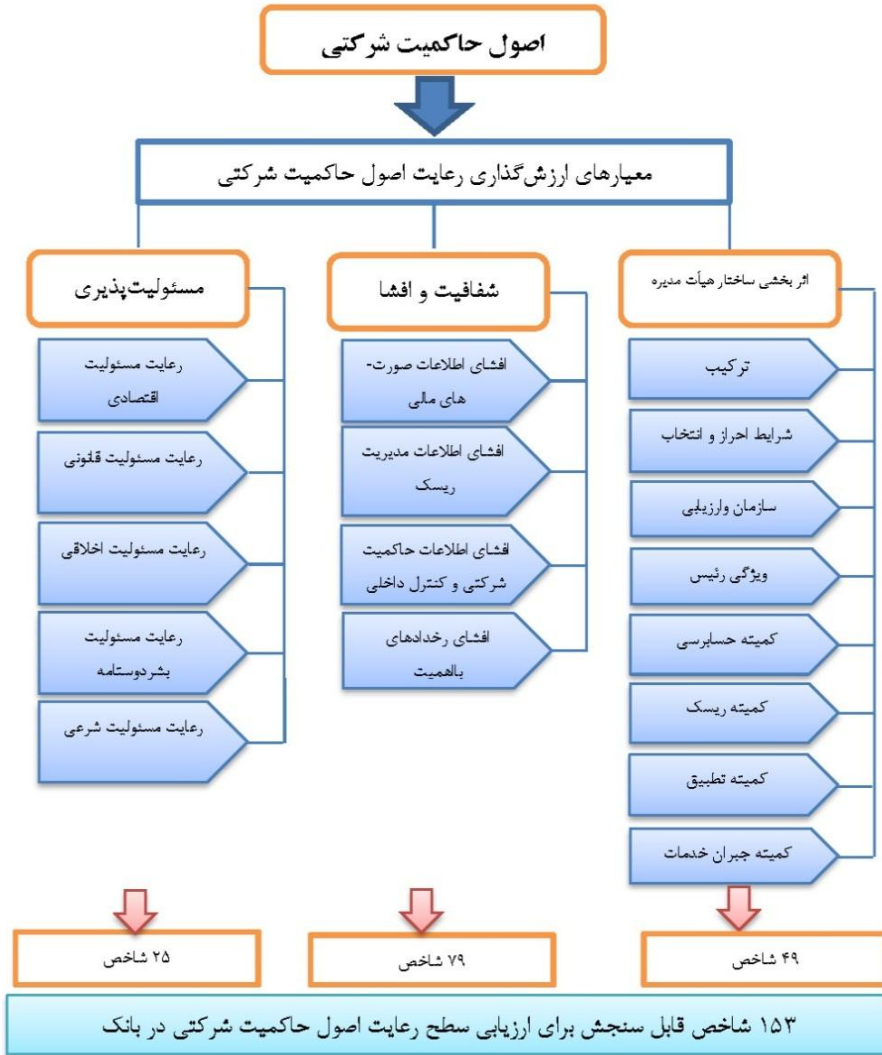 اصول حاکمیت شرکتی
معیارهای ارزش‌گذاری رعایت اصول حاکمیت شرکتی
اثر بخشی ساختار هیأت مدیره
ترکیب
شرایط احراز و انتخاب
سازمان وارزیابی
ویژگی رئیس
کمیته حسابرسی
کمیته ریسک
کمیته تطبیق
کمیته جبران خدمات
۴۹ شاخص
شفافیت و افشا
افشای اطلاعات صورت-
های مالی
افشای اطلاعات مدیریت
ریسک
افشای اطلاعات حاکمیت
شرکتی و کنترل داخلی
افشای رخدادهای
بااهمیت
۷۹ شاخص
مسئولیت‌پذیری
رعایت مسئولیت
اقتصادی
رعایت مسئولیت قانونی
رعایت مسئولیت اخلاقی
رعایت مسئولیت
بشردوستامه
رعایت مسئولیت شرعی
۲۵ شاخص
۱۵۳ شاخص قابل سنجش برای ارزیابی سطح رعایت اصول حاکمیت شرکتی در بانک